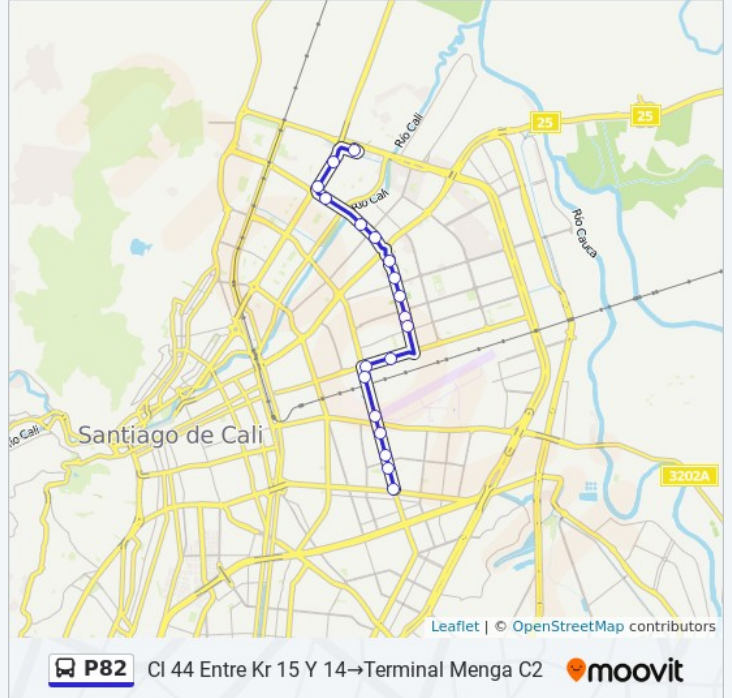 Río Cali
25
25
Río Cali
Río Cauca
Río Cali
Santiago de Cali
3202A
Leaflet | © OpenStreetMap contributors
P82 Cl 44 Entre Kr 15 Y 14→Terminal Menga C2 moovit